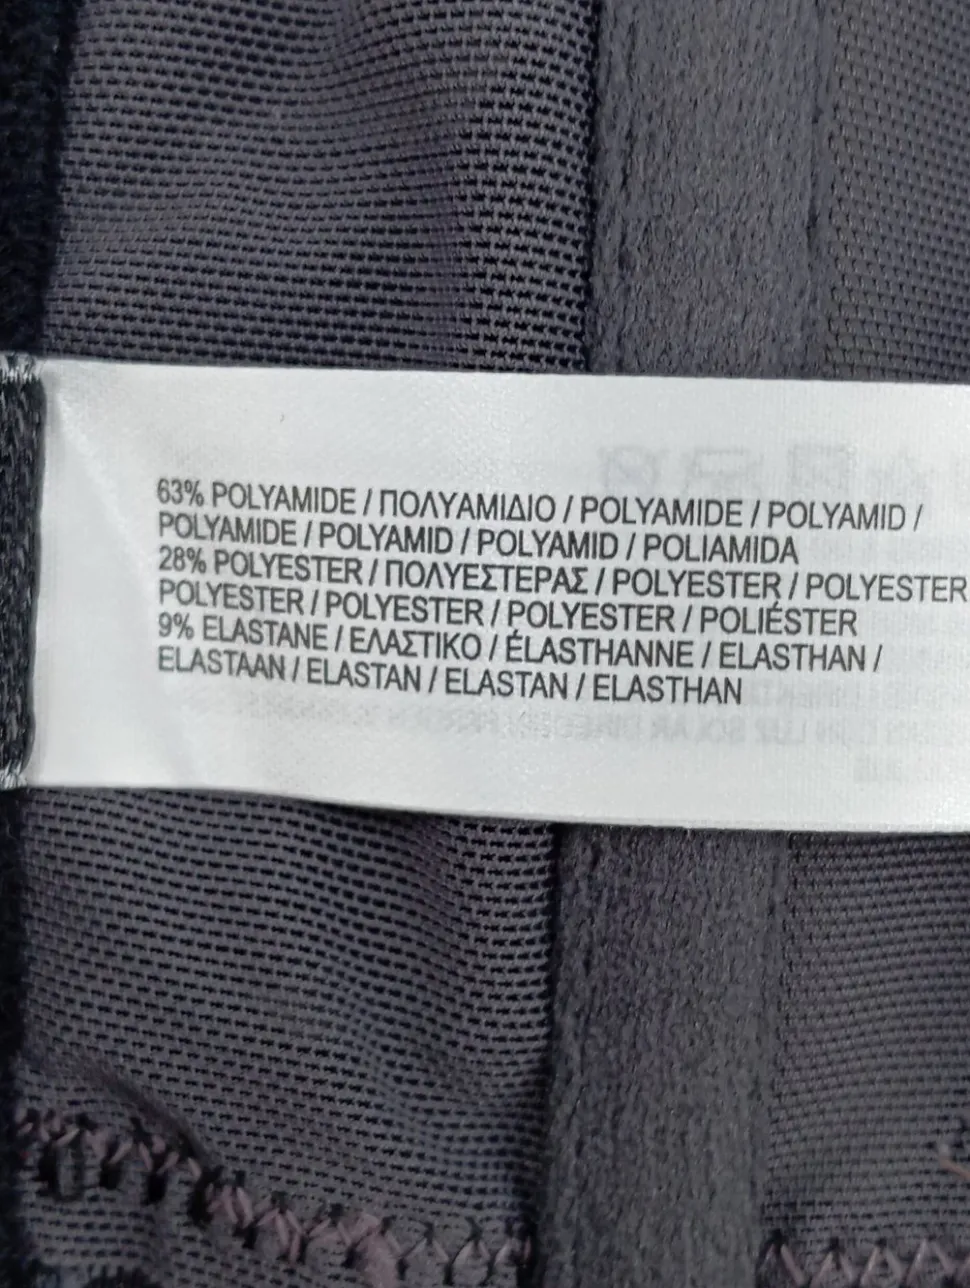 63% POLYAMIDE / ΠΟΛΥΑΜΙΔΙΟ / POLYAMIDE / POLYAMID /
POLYAMIDE / POLYAMID / POLYAMID / POLIAMIDA
28% POLYESTER / ΠΟΛΥΕΣΤΕΡΑΣ / POLYESTER / POLYESTER
POLYESTER / POLYESTER / POLYESTER / POLIÉSTER
9% ELASTANE / ΕΛΑΣΤΙΚΟ / ÉLASTHANNE / ELASTHAN /
ELASTAAN / ELASTAN / ELASTAN / ELASTHAN